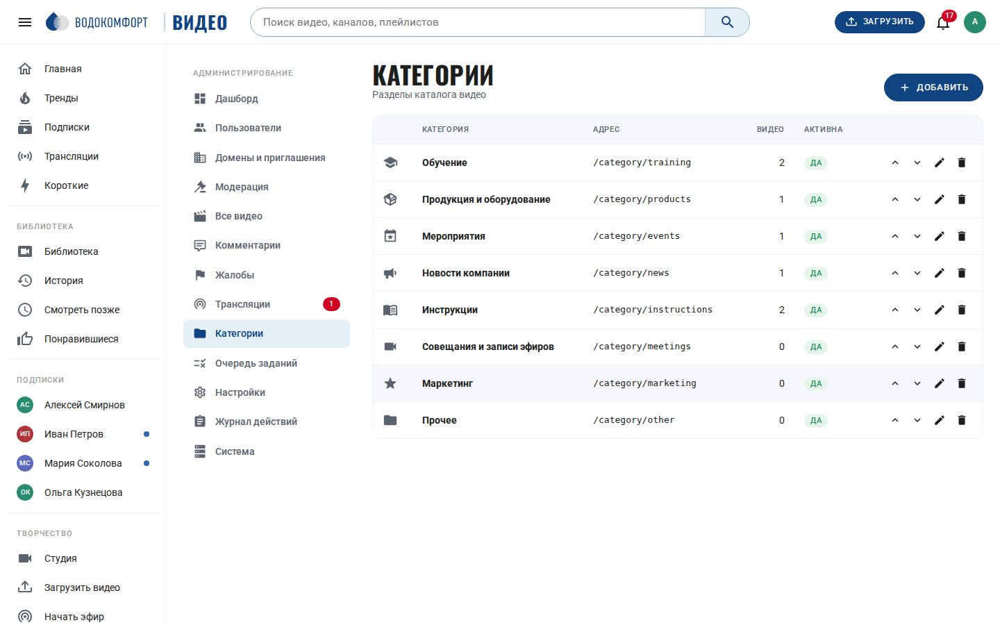 ВОДОКОМФОРТ
ВИДЕО
Поиск видео, каналов, плейлистов
ЗАГРУЗИТЬ
17
A
Главная
Тренды
Подписки
Трансляции
Короткие
БИБЛИОТЕКА
Библиотека
История
Смотреть позже
Понравившиеся
ПОДПИСКИ
АС Алексей Смирнов
ИП Иван Петров
МС Мария Соколова
ОК Ольга Кузнецова
ТВОРЧЕСТВО
Студия
Загрузить видео
Начать эфир
АДМИНИСТРИРОВАНИЕ
Дашборд
Пользователи
Домены и приглашения
Модерация
Все видео
Комментарии
Жалобы
Трансляции 1
Категории
Очередь заданий
Настройки
Журнал действий
Система
КАТЕГОРИИ
Разделы каталога видео
ДОБАВИТЬ
КАТЕГОРИЯ АДРЕС ВИДЕО АКТИВНА
Обучение /category/training 2 ДА
Продукция и оборудование /category/products 1 ДА
Мероприятия /category/events 1 ДА
Новости компании /category/news 1 ДА
Инструкции /category/instructions 2 ДА
Совещания и записи эфиров /category/meetings 0 ДА
Маркетинг /category/marketing 0 ДА
Прочее /category/other 0 ДА